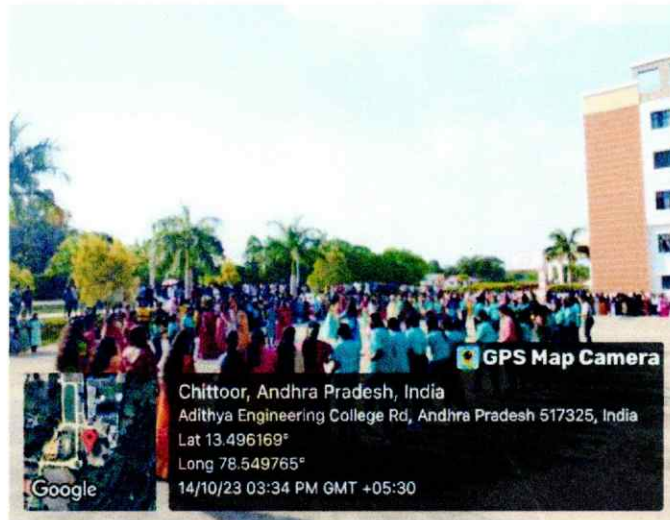 GPS Map Camera
Chittoor, Andhra Pradesh, India
Adithya Engineering College Rd, Andhra Pradesh 517325, India
Lat 13.496169°
Long 78.549765°
14/10/23 03:34 PM GMT +05:30
Google